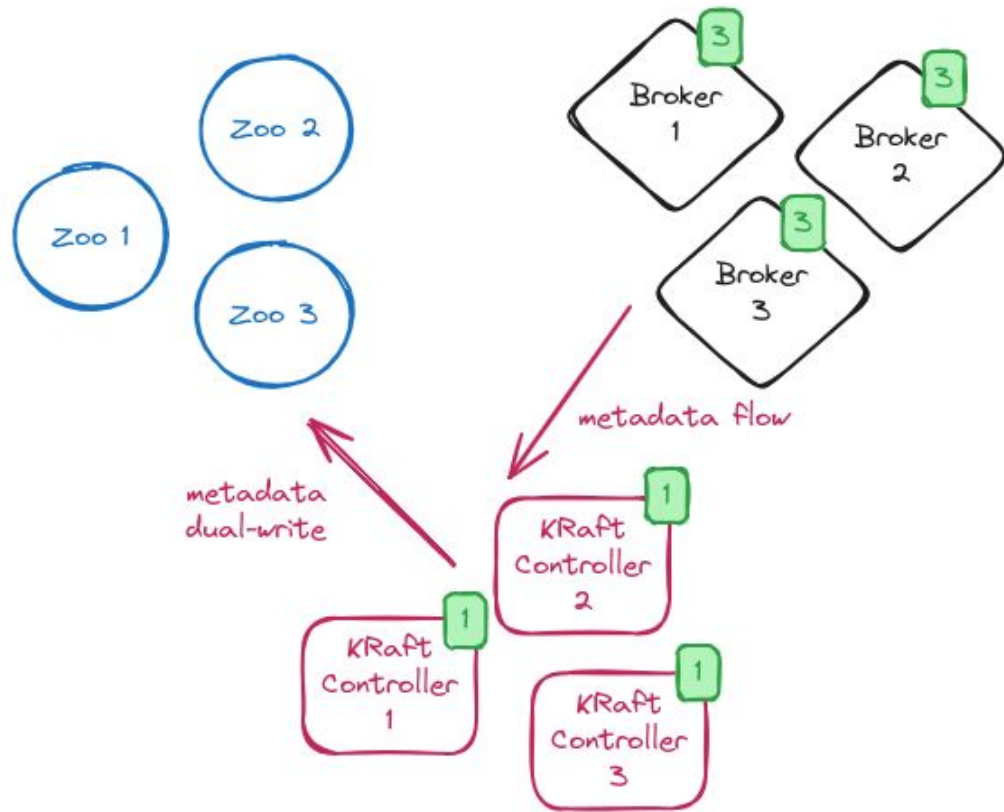 Zoo 1
Zoo 2
Zoo 3
3
Broker
1
3
Broker
2
3
Broker
3
metadata flow
metadata
dual-write
1
KRaft
Controller
1
1
KRaft
Controller
2
1
KRaft
Controller
3